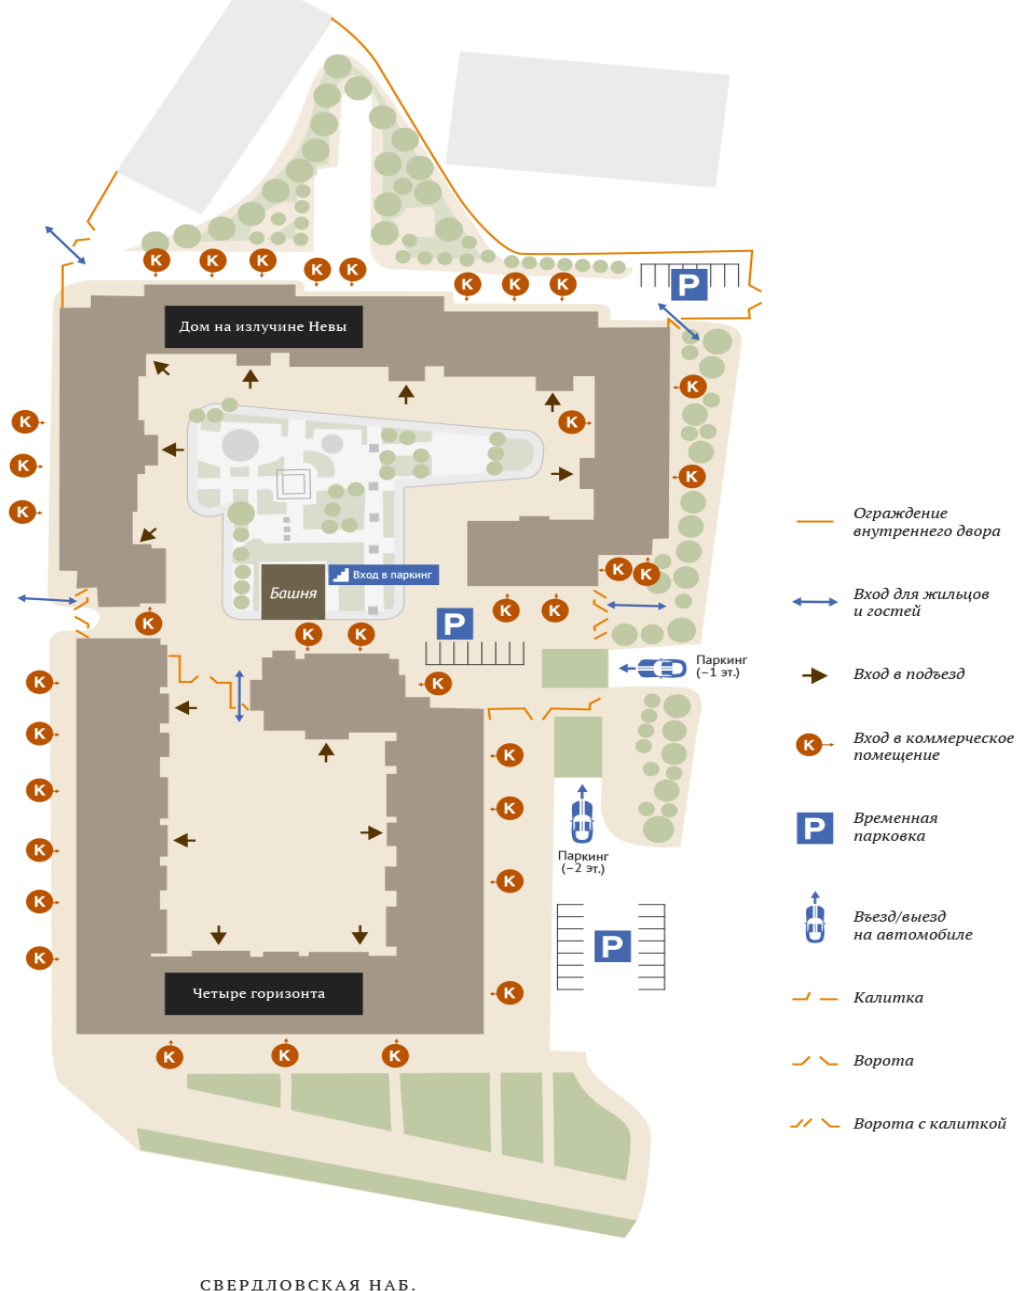 K
K
K
K
K
K
K
K
P
Дом на излучине Невы
K
K
K
K
K
K
K
K
K
K
K
K
Башня
Вход в паркинг
P
K
K
K
Паркинг
(–1 эт.)
K
K
K
K
K
K
K
K
K
K
Паркинг
(–2 эт.)
P
Четыре горизонта
K
K
K
СВЕРДЛОВСКАЯ НАБ.
Ограждение
внутреннего двора
Вход для жильцов
и гостей
Вход в подъезд
K
Вход в коммерческое
помещение
P
Временная
парковка
Въезд/выезд
на автомобиле
Калитка
Ворота
Ворота с калиткой